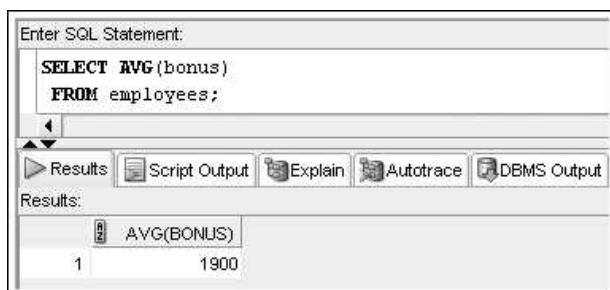 Enter SQL Statement:
SELECT AVG(bonus)
FROM employees;
Results Script Output Explain Autotrace DBMS Output
Results:
AVG(BONUS)
1 1900